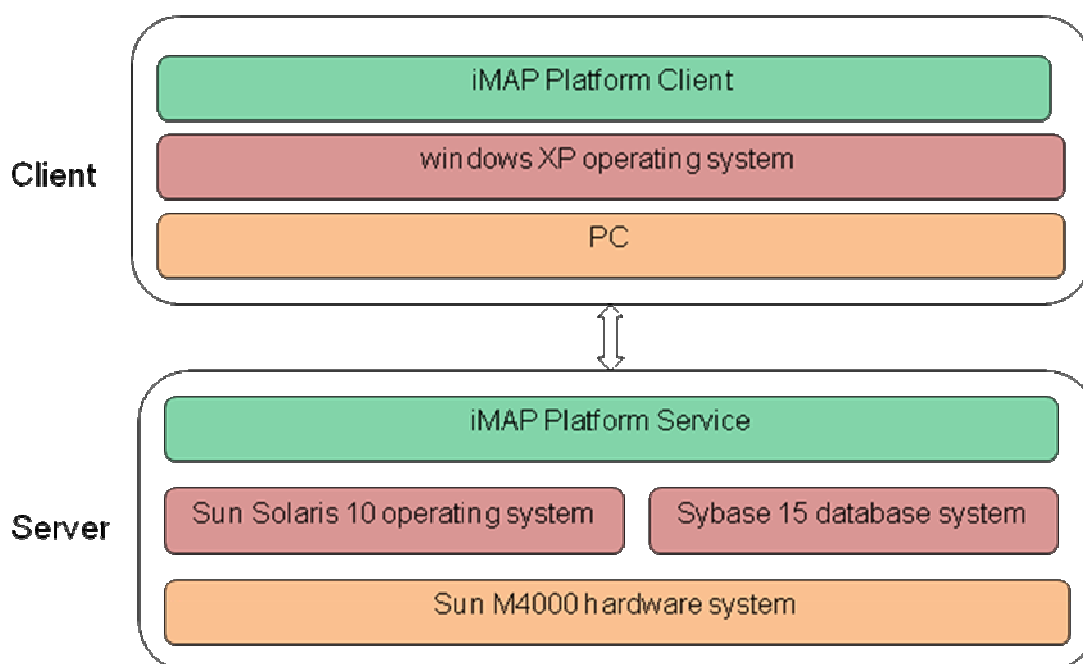 iMAP Platform Client
windows XP operating system
Client
PC
iMAP Platform Service
Sun Solaris 10 operating system
Sybase 15 database system
Server
Sun M4000 hardware system